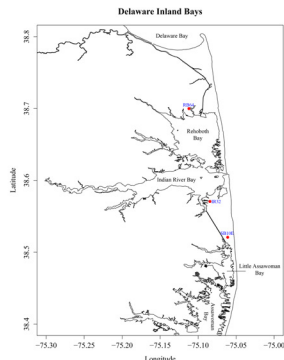 Delaware Inland Bays
38.8
Delaware Bay
38.7
Rehoboth
Bay
38.6
Indian River Bay
38.5
Little Assawoman
Bay
Assawoman
Bay
38.4
Latitude
−75.30 −75.25 −75.20 −75.15 −75.10 −75.05 −75.00
Longitude